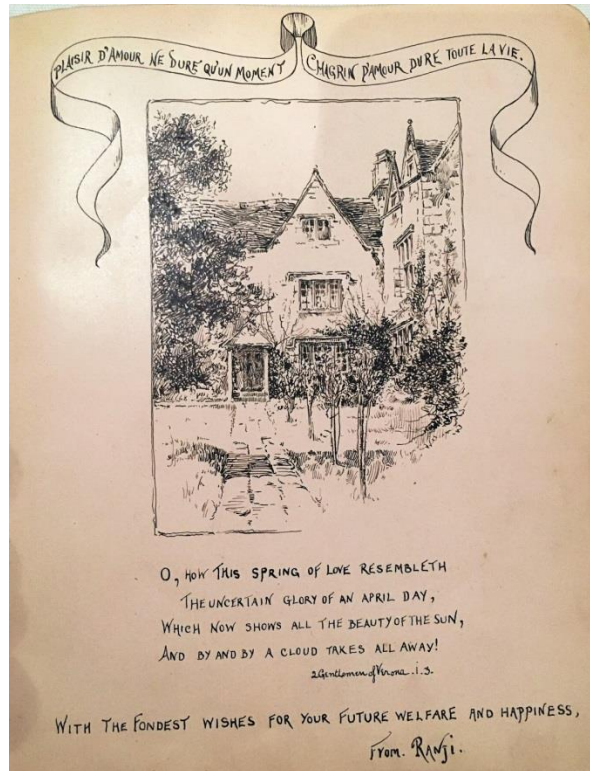 PLAISIR D'AMOUR NE DURE QU'UN MOMENT
CHAGRIN D'AMOUR DURE TOUTE LA VIE.
O, HOW THIS SPRING OF LOVE RESEMBLETH
THE UNCERTAIN GLORY OF AN APRIL DAY,
WHICH NOW SHOWS ALL THE BEAUTY OF THE SUN,
AND BY AND BY A CLOUD TAKES ALL AWAY!
2 Gentlemen of Verona. i.3.
WITH THE FONDEST WISHES FOR YOUR FUTURE WELFARE AND HAPPINESS,
From. RANJI.